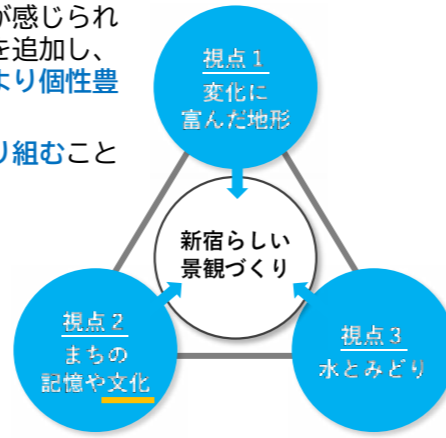 が感じられ
を追加し、
より個性豊
り組むこと
視点1
変化に
富んだ地形
新宿らしい
景観づくり
視点2
まちの
記憶や文化
視点3
水とみどり